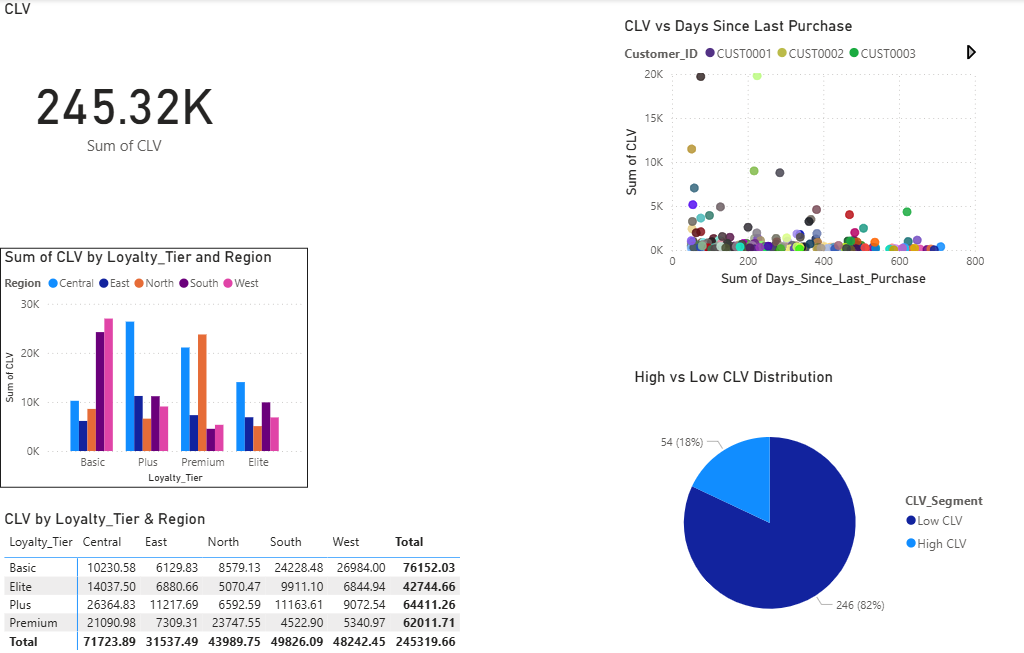 CLV
245.32K
Sum of CLV
CLV vs Days Since Last Purchase
Customer_ID CUST0001 CUST0002 CUST0003
20K
15K
10K
5K
0K
Sum of CLV
0 200 400 600 800
Sum of Days_Since_Last_Purchase
Sum of CLV by Loyalty_Tier and Region
Region Central East North South West
30K
20K
10K
0K
Sum of CLV
Basic Plus Premium Elite
Loyalty_Tier
High vs Low CLV Distribution
54 (18%)
246 (82%)
CLV_Segment
Low CLV
High CLV
CLV by Loyalty_Tier & Region
Loyalty_Tier Central East North South West Total
Basic 10230.58 6129.83 8579.13 24228.48 26984.00 76152.03
Elite 14037.50 6880.66 5070.47 9911.10 6844.94 42744.66
Plus 26364.83 11217.69 6592.59 11163.61 9072.54 64411.26
Premium 21090.98 7309.31 23747.55 4522.90 5340.97 62011.71
Total 71723.89 31537.49 43989.75 49826.09 48242.45 245319.66